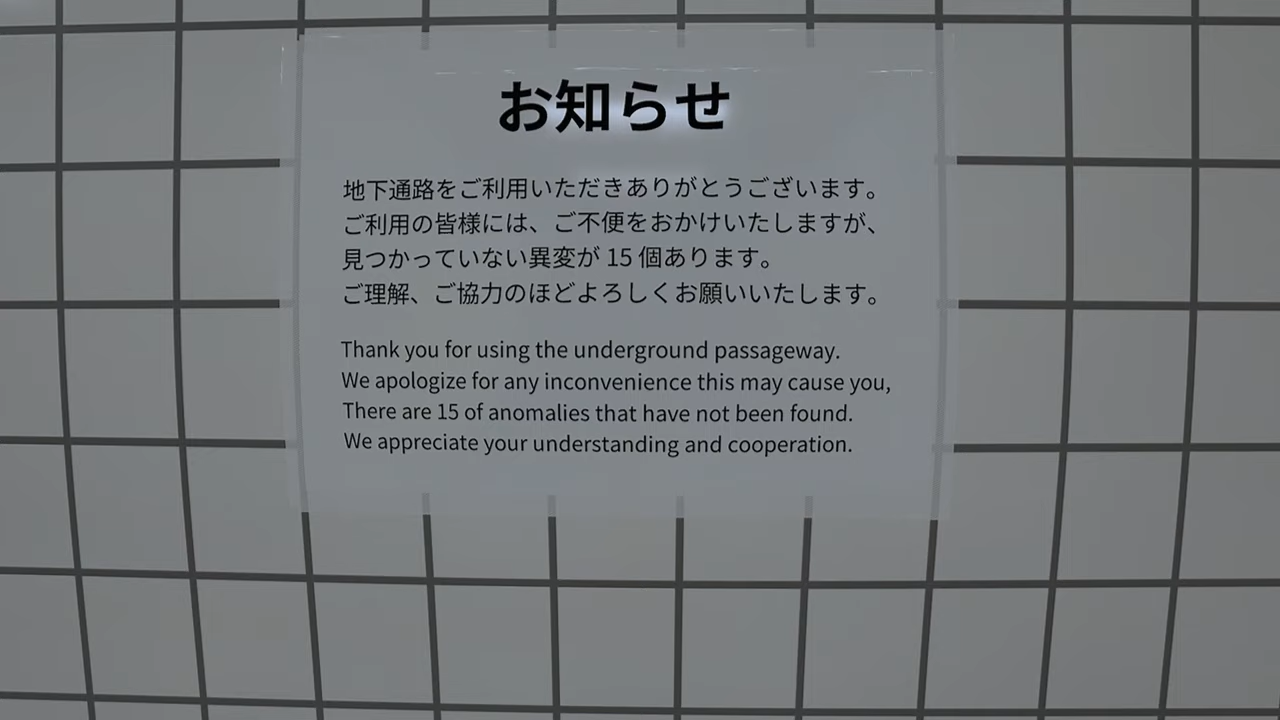 お知らせ
地下通路をご利用いただきありがとうございます。
ご利用の皆様には、ご不便をおかけいたしますが、
見つかっていない異変が 15 個あります。
ご理解、ご協力のほどよろしくお願いいたします。
Thank you for using the underground passageway.
We apologize for any inconvenience this may cause you,
There are 15 of anomalies that have not been found.
We appreciate your understanding and cooperation.